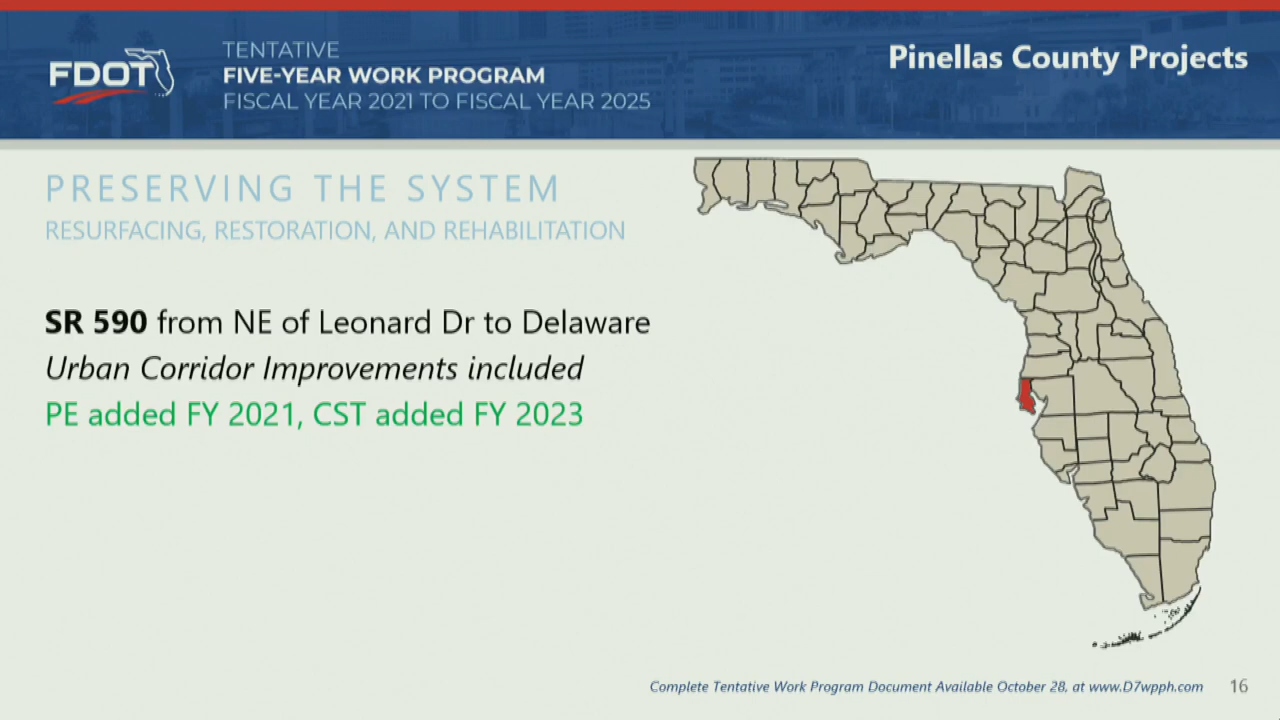 FDOT
TENTATIVE
FIVE-YEAR WORK PROGRAM
FISCAL YEAR 2021 TO FISCAL YEAR 2025
Pinellas County Projects
PRESERVING THE SYSTEM
RESURFACING, RESTORATION, AND REHABILITATION
SR 590 from NE of Leonard Dr to Delaware
Urban Corridor Improvements included
PE added FY 2021, CST added FY 2023
Complete Tentative Work Program Document Available October 28, at www.D7wpph.com
16